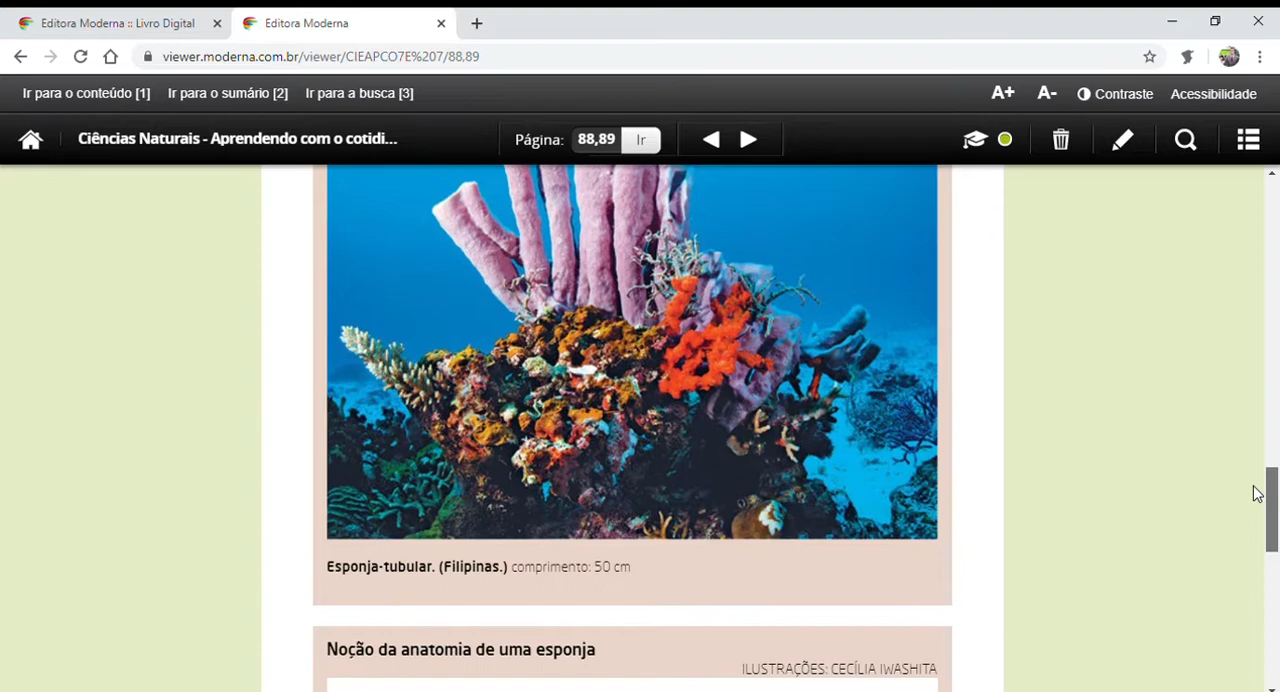 Editora Moderna :: Livro Digital
Editora Moderna
viewer.moderna.com.br/viewer/CIEAPCO7E%207/88,89
Ir para o conteúdo [1] Ir para o sumário [2] Ir para a busca [3] A+ A- Contraste Acessibilidade
Ciências Naturais - Aprendendo com o cotidi... Página: 88,89 Ir
Esponja-tubular. (Filipinas.) comprimento: 50 cm
Noção da anatomia de uma esponja
ILUSTRAÇÕES: CECÍLIA IWASHITA